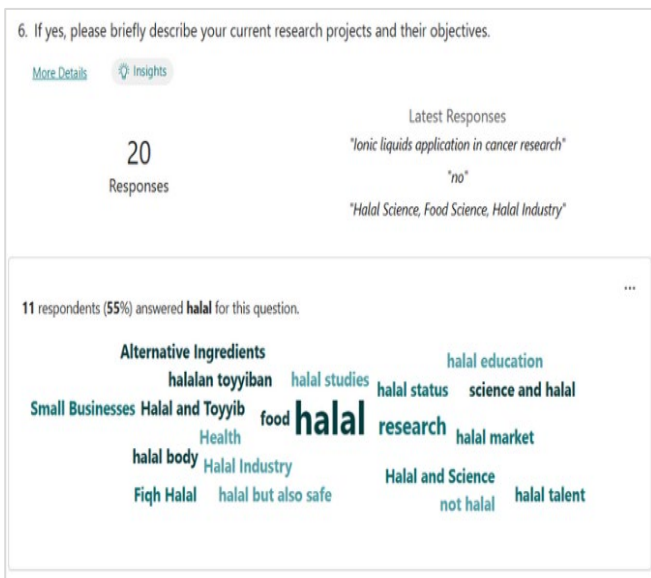 6. If yes, please briefly describe your current research projects and their objectives.
More Details
Insights
20
Responses
Latest Responses
"Ionic liquids application in cancer research"
"no"
"Halal Science, Food Science, Halal Industry"
...
11 respondents (55%) answered halal for this question.
Alternative Ingredients
halal education
halalan toyyiban
halal studies
halal status
science and halal
Small Businesses
Halal and Toyyib
food
halal
research
Health
halal market
halal body
Halal Industry
Halal and Science
Fiqh Halal
halal but also safe
not halal
halal talent